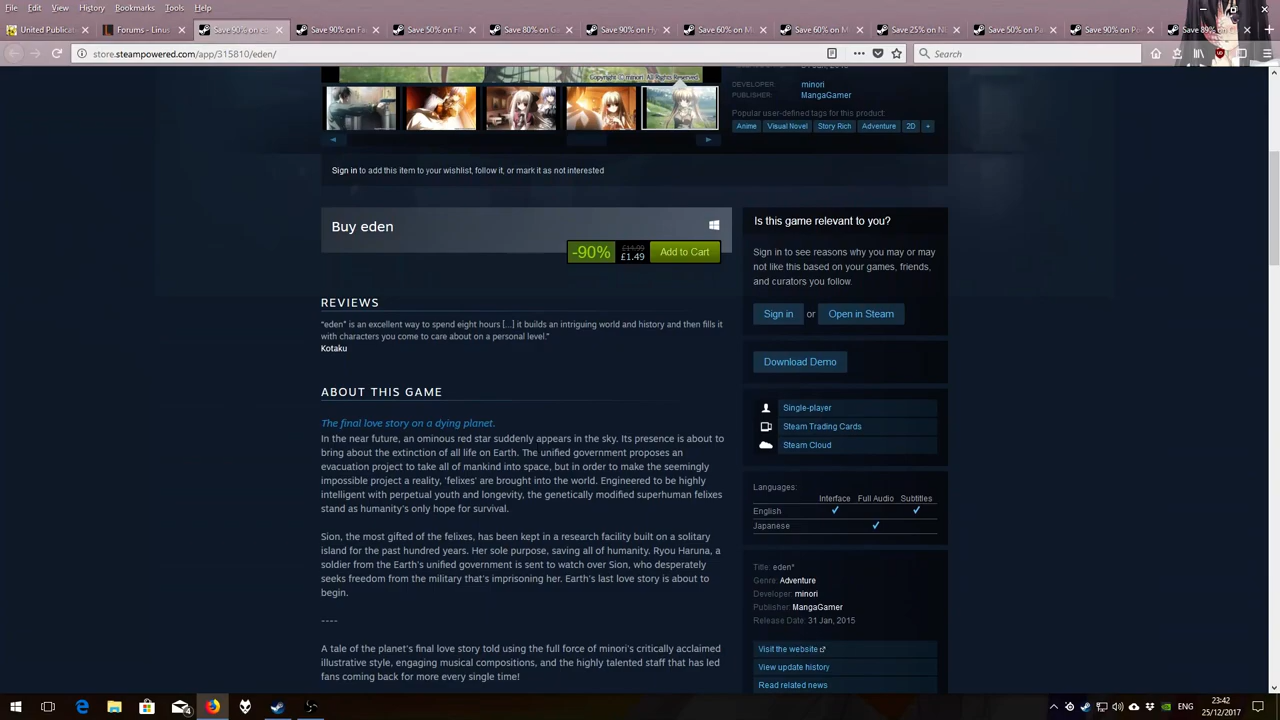 File Edit View History Bookmarks Tools Help
United Publicat
Forums - Linus
Save 90% on ed
Save 90% on Fa
Save 50% on Fl
Save 80% on G
Save 90% on Hy
Save 60% on M
Save 60% on M
Save 25% on N
Save 50% on Pa
Save 90% on P
Save 89% o
store.steampowered.com/app/315810/eden/
Search
Copyright © minori. All Rights Reserved.
DEVELOPER: minori
PUBLISHER: MangaGamer
Popular user-defined tags for this product:
Anime Visual Novel Story Rich Adventure 2D +
Sign in to add this item to your wishlist, follow it, or mark it as not interested
Buy eden
-90% £14.99 £1.49 Add to Cart
REVIEWS
“eden* is an excellent way to spend eight hours [...] it builds an intriguing world and history and then fills it
with characters you come to care about on a personal level.”
Kotaku
ABOUT THIS GAME
The final love story on a dying planet.
In the near future, an ominous red star suddenly appears in the sky. Its presence is about to
bring about the extinction of all life on Earth. The unified government proposes an
evacuation project to take all of mankind into space, but in order to make the seemingly
impossible project a reality, ‘felixes’ are brought into the world. Engineered to be highly
intelligent with perpetual youth and longevity, the genetically modified superhuman felixes
stand as humanity’s only hope for survival.
Sion, the most gifted of the felixes, has been kept in a research facility built on a solitary
island for the past hundred years. Her sole purpose, saving all of humanity. Ryou Haruna, a
soldier from the Earth’s unified government is sent to watch over Sion, who desperately
seeks freedom from the military that’s imprisoning her. Earth’s last love story is about to
begin.
----
A tale of the planet’s final love story told using the full force of minori’s critically acclaimed
illustrative style, engaging musical compositions, and the highly talented staff that has led
fans coming back for more every single time!
Is this game relevant to you?
Sign in to see reasons why you may or may
not like this based on your games, friends,
and curators you follow.
Sign in or Open in Steam
Download Demo
Single-player
Steam Trading Cards
Steam Cloud
Languages:
Interface Full Audio Subtitles
English
Japanese
Title: eden*
Genre: Adventure
Developer: minori
Publisher: MangaGamer
Release Date: 31 Jan, 2015
Visit the website
View update history
Read related news
ENG
23:42
25/12/2017